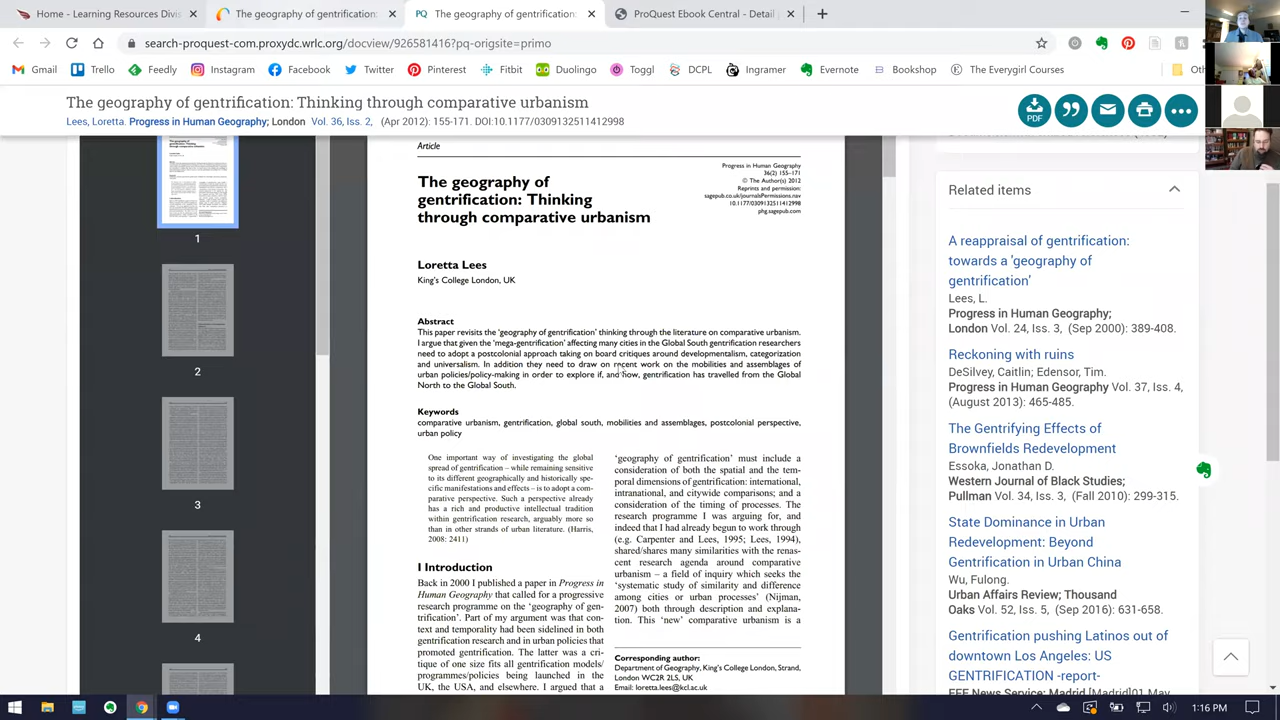 Home - Learning Resources Divis
The geography of gentrification:
PQ The geography of gentrification:
ProQuest Ebook Central - Detail
search-proquest-com.proxydc.wrlc.org/docview/926581416?pq-origsite=primo
Gmail
Trello
Feedly
Instagram
Facebook
Twitter
Pinterest
Fruit
Duolingo
Toggl
DCPL
Ingramer
Evernote
Bookshop
The Everygirl Courses
The geography of gentrification: Thinking through comparative urbanism
Lees, Loretta. Progress in Human Geography; London Vol. 36, Iss. 2, (Apr 2012): 155-171. DOI:10.1177/0309132511412998
PDF
1
2
3
4
Article
Progress in Human Geography
36(2) 155–171
© The Author(s) 2012
Reprints and permission:
sagepub.co.uk/journalsPermissions.nav
10.1177/0309132511412998
phg.sagepub.com
The geography of
gentrification: Thinking
through comparative urbanism
Loretta Lees
King's College London, UK
Abstract
This paper revisits the 'geography of gentrification' thinking through the literature on comparative urbanism.
I argue that given the 'mega-gentrification' affecting many cities in the Global South gentrification researchers
need to adopt a postcolonial approach taking on board critiques around developmentalism, categorization
and universalism. In addition they need to draw on recent work on the mobilities and assemblages of
urban policies/policy-making in order to explore if, and how, gentrification has travelled from the Global
North to the Global South.
Keywords
comparative urbanism, gentrification, global south, mobilities and assemblages, postcolonial perspective,
urban policy
One important way of investigating the global
spread of gentrification – while remaining sensitive
to its different geographically and historically spe-
cific manifestations and effects – is to adopt a com-
parative perspective. Such a perspective already
has a rich and productive intellectual tradition
within gentrification research, arguably more so
than in other strands of urban literature. (Harris,
2008: 2411)
I Introduction
Back in 2000 I published a paper in Progress in
Human Geography that called for a progressive
research programme on the 'geography of gen-
trification'. Part of my argument was that con-
text and temporality had been sidelined in both
gentrification research and in urban policies that
promoted gentrification. The latter was a cri-
tique of one size fits all gentrification models/
programmes/policies being launched in the
UK, the USA, and elsewhere. I argued that a
'geography of gentrification' must include a
consideration of both the spatial and the tem-
poral dimensions of gentrification: international,
intranational, and citywide comparisons; and a
consideration of the timing of processes. The
research programme I was arguing for, and
indeed that I had already begun to work through
(e.g. Carpenter and Lees, 1995; Lees, 1994),
shared/shares many similarities with the renas-
cent research agenda around comparative
urbanism – a field of inquiry which seeks the
'systematic study of similarity and difference
among cities or urban processes' (Nijman,
2007) both through description and explana-
tion. This 'new' comparative urbanism is a
Corresponding author:
Department of Geography, King's College London, Strand,
London, WC2R 2LS, UK
loretta.lees@kcl.ac.uk
Related items
A reappraisal of gentrification:
towards a 'geography of
gentrification'
Lees, L.
Progress in Human Geography;
London Vol. 24, Iss. 3, (Sep 2000): 389-408.
Reckoning with ruins
DeSilvey, Caitlin; Edensor, Tim.
Progress in Human Geography Vol. 37, Iss. 4,
(August 2013): 465-485.
The Gentrifying Effects of
Brownfields Redevelopment
Essoka, Jonathan D.
Western Journal of Black Studies;
Pullman Vol. 34, Iss. 3, (Fall 2010): 299-315.
State Dominance in Urban
Redevelopment: Beyond
Gentrification in Urban China
Wu, Fulong.
Urban Affairs Review; Thousand
Oaks Vol. 52, Iss. 5, (Sep 2016): 631-658.
Gentrification pushing Latinos out of
downtown Los Angeles: US
GENTRIFICATION -report-
EFE News Service; Madrid [Madrid]01 May
1:16 PM